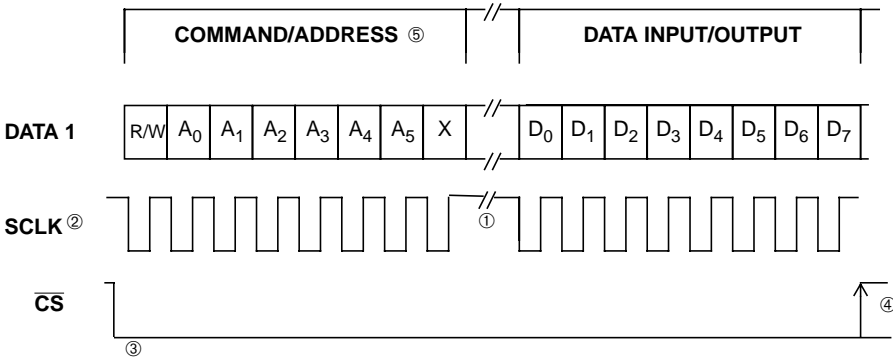 COMMAND/ADDRESS ⑤ DATA INPUT/OUTPUT
DATA 1 R/W A₀ A₁ A₂ A₃ A₄ A₅ X D₀ D₁ D₂ D₃ D₄ D₅ D₆ D₇
SCLK ② ①
CS ④
③